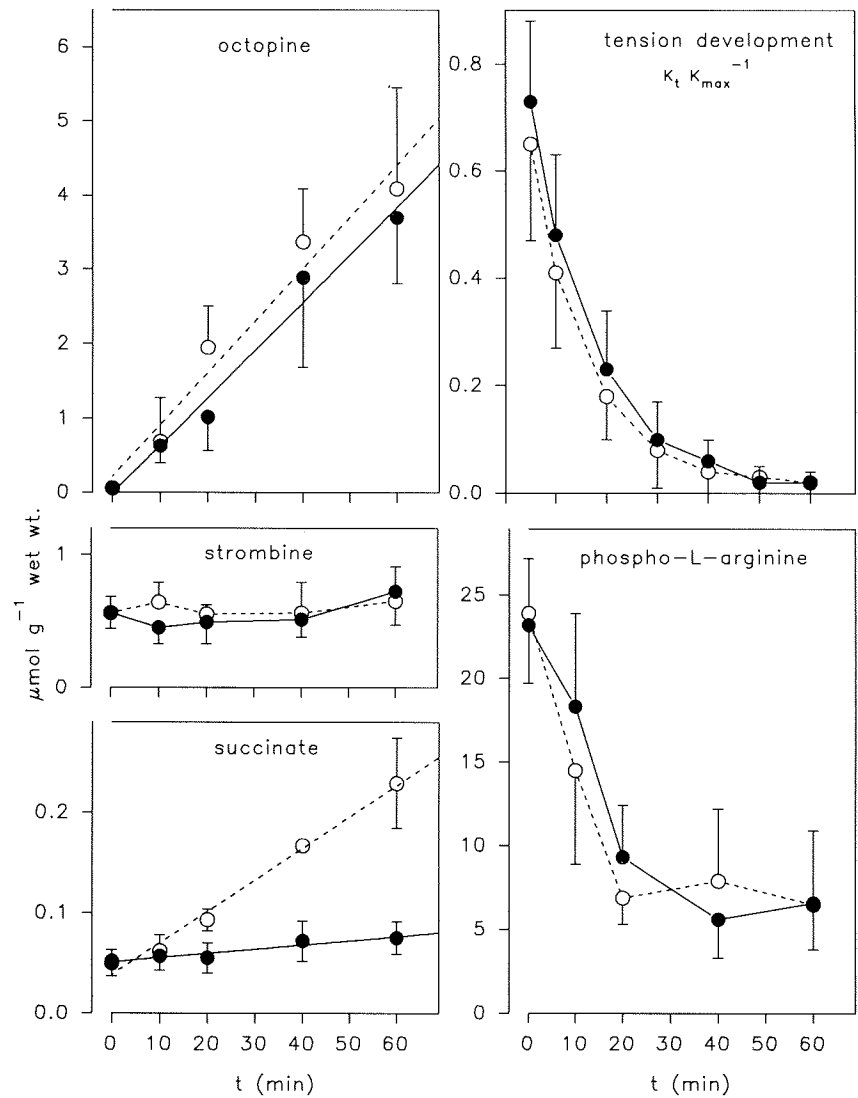 octopine
6
5
4
3
2
1
0
tension development
K_t K_max^-1
0.8
0.6
0.4
0.2
0.0
μmol g^-1 wet wt.
strombine
1
0
succinate
0.2
0.1
0.0
0 10 20 30 40 50 60
t (min)
phospho-L-arginine
25
20
15
10
5
0
0 10 20 30 40 50 60
t (min)